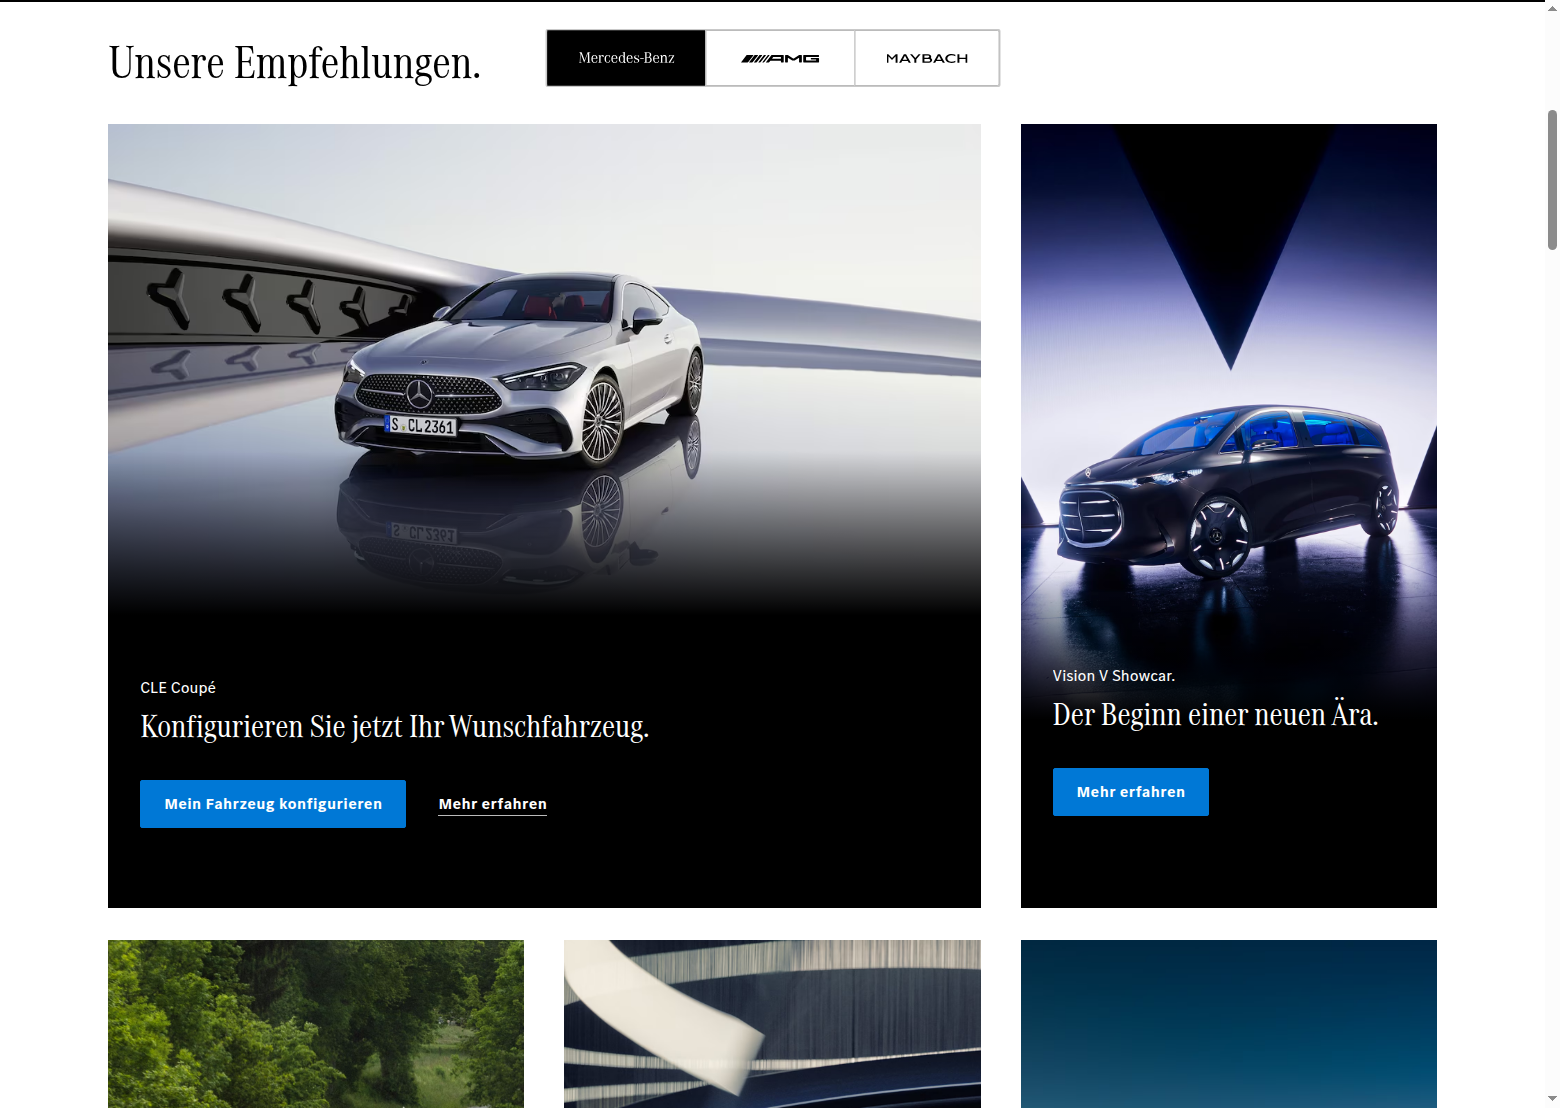 Unsere Empfehlungen.
Mercedes-Benz
AMG
MAYBACH
S CL 2361
CLE Coupé
Konfigurieren Sie jetzt Ihr Wunschfahrzeug.
Mein Fahrzeug konfigurieren
Mehr erfahren
Vision V Showcar.
Der Beginn einer neuen Ära.
Mehr erfahren